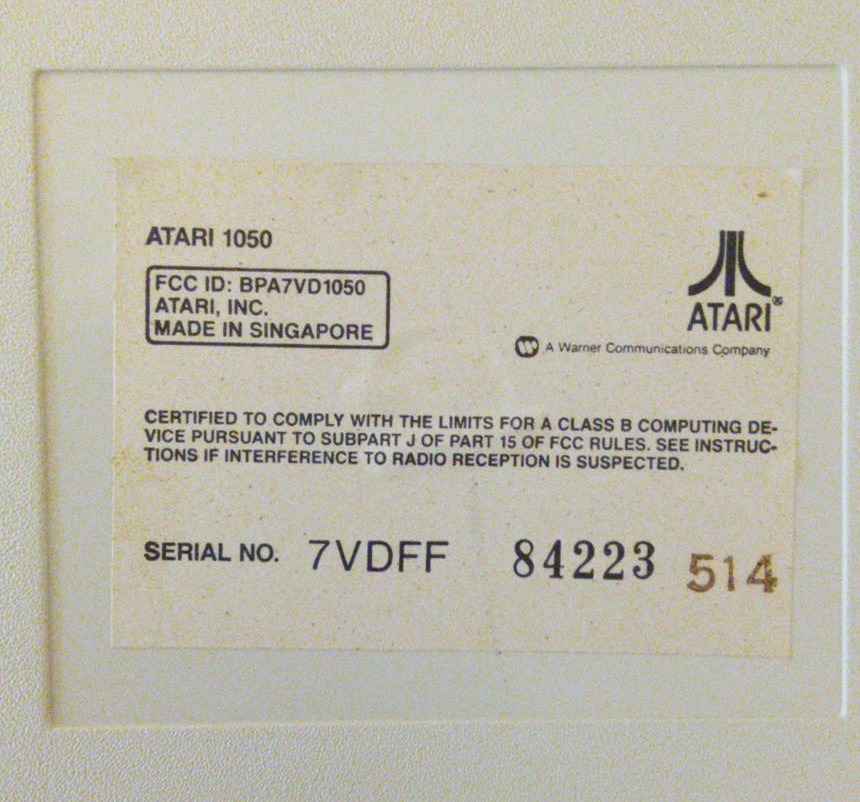 ATARI 1050
FCC ID: BPA7VD1050
ATARI, INC.
MADE IN SINGAPORE
ATARI®
W A Warner Communications Company
CERTIFIED TO COMPLY WITH THE LIMITS FOR A CLASS B COMPUTING DE-
VICE PURSUANT TO SUBPART J OF PART 15 OF FCC RULES. SEE INSTRUC-
TIONS IF INTERFERENCE TO RADIO RECEPTION IS SUSPECTED.
SERIAL NO. 7VDFF 84223 514